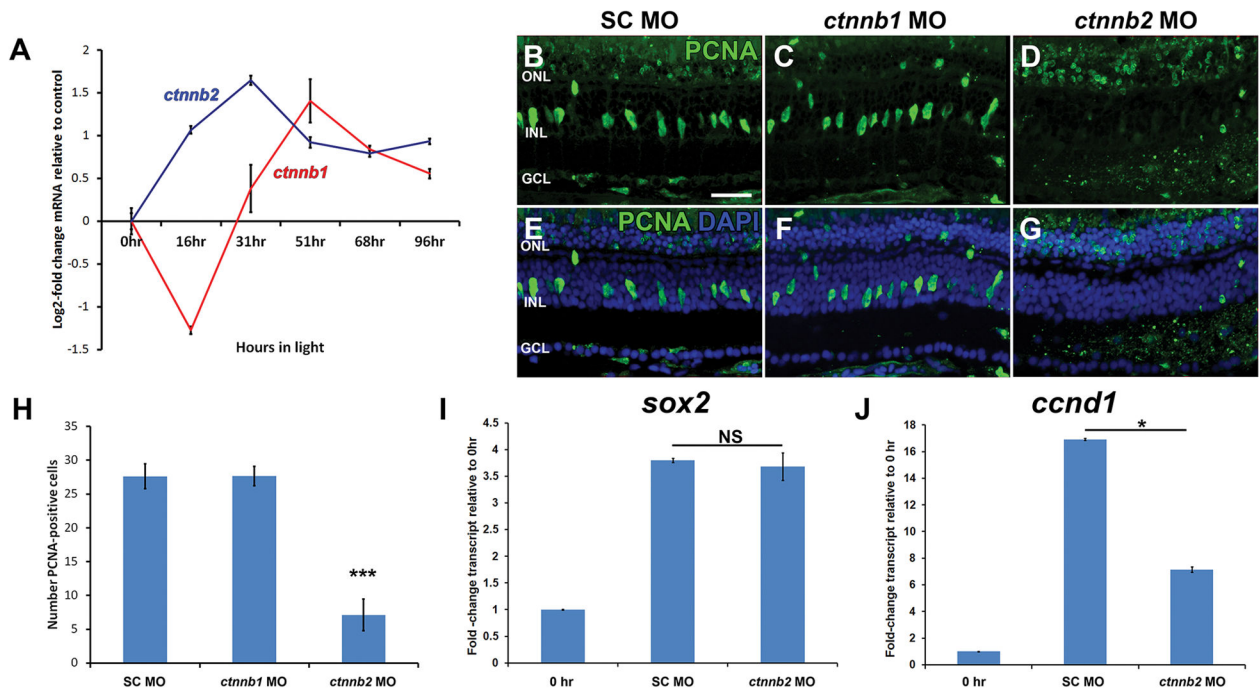 SC MO
ctnnb1 MO
ctnnb2 MO
A
Log2-fold change mRNA relative to control
2
1.5
1
0.5
0
-0.5
-1
-1.5
ctnnb2
ctnnb1
0hr 16hr 31hr 51hr 68hr 96hr
Hours in light
B
PCNA
ONL
INL
GCL
C
D
E
PCNA DAPI
ONL
INL
GCL
F
G
H
Number PCNA-positive cells
35
30
25
20
15
10
5
0
***
SC MO ctnnb1 MO ctnnb2 MO
I
sox2
Fold -change transcript relative to 0hr
4.5
4
3.5
3
2.5
2
1.5
1
0.5
0
NS
0 hr SC MO ctnnb2 MO
J
ccnd1
Fold-change transcript relative to 0 hr
18
16
14
12
10
8
6
4
2
0
*
0 hr SC MO ctnnb2 MO